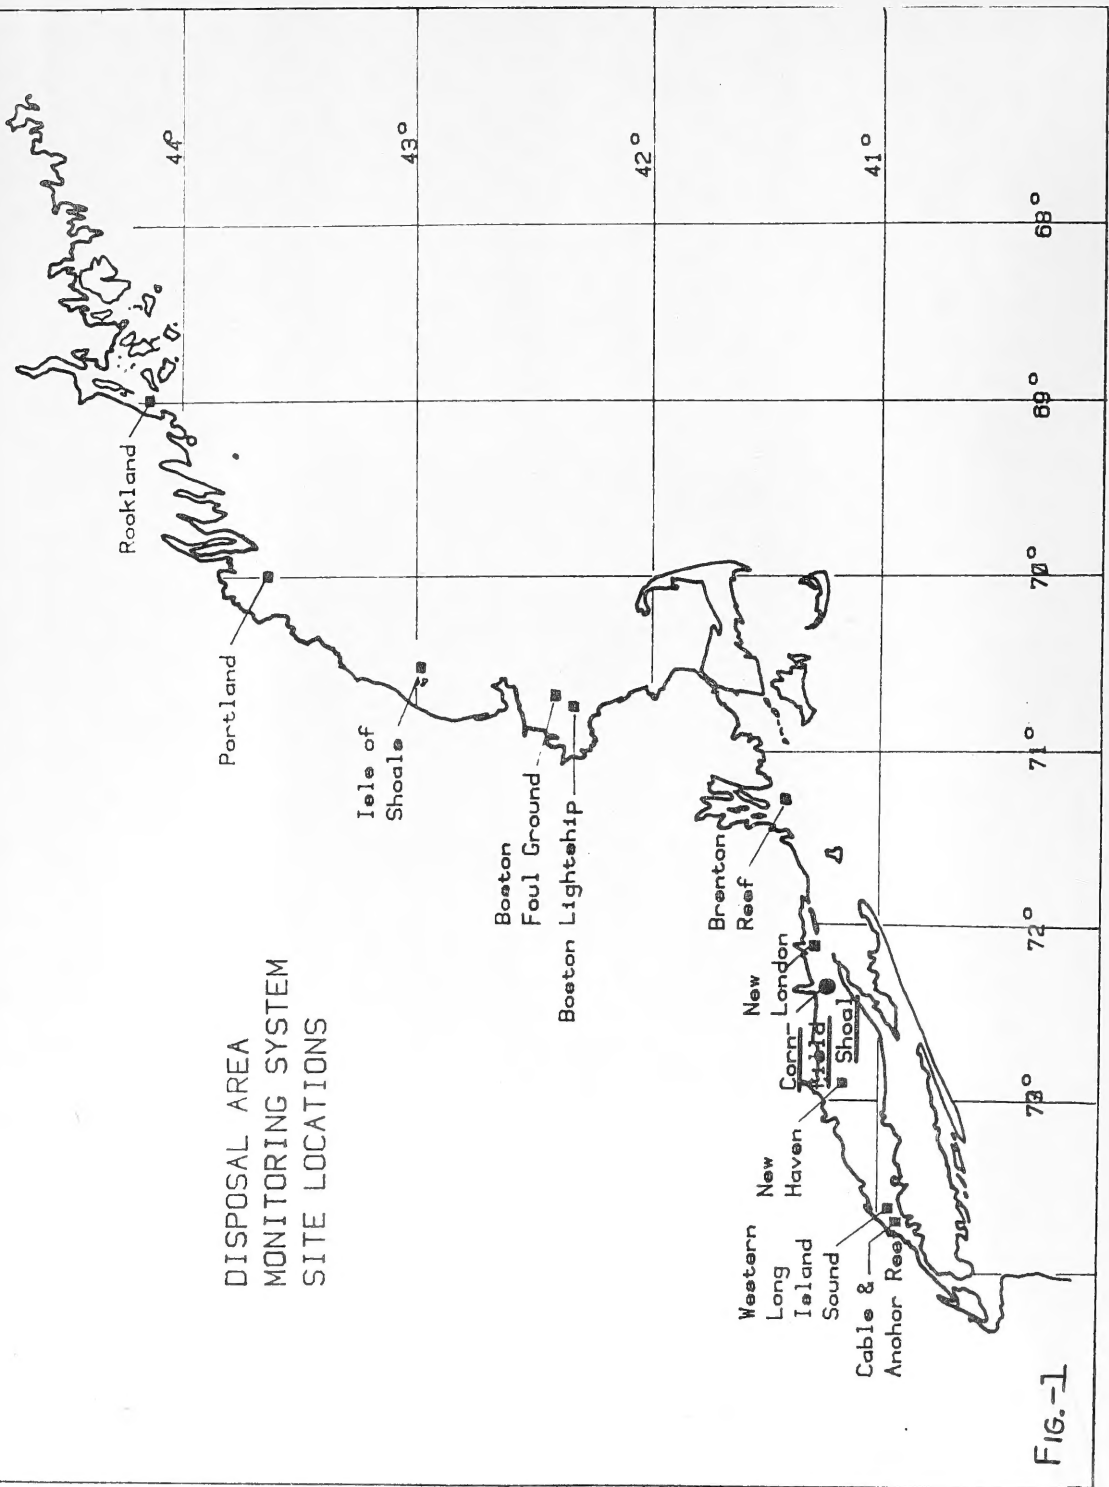 DISPOSAL AREA
MONITORING SYSTEM
SITE LOCATIONS
Rockland
Portland
Isle of
Shoals
Boston
Foul Ground
Boston Lightship
Brenton
Reef
New
London
Corn-
field
Shoal
New
Haven
Western
Long
Island
Sound
Cable &
Anchor Reef
44°
43°
42°
41°
68°
69°
70°
71°
72°
73°
FIG.-1